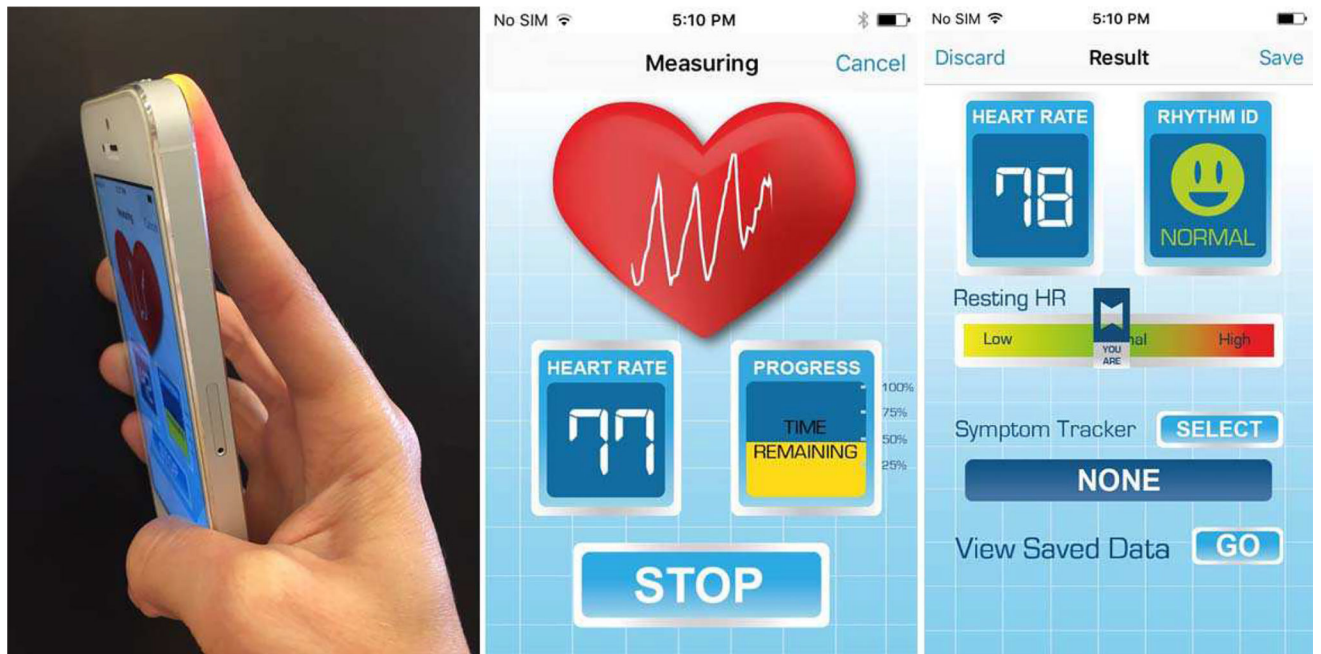 Measuring
No SIM 5:10 PM
Measuring Cancel
HEART RATE
77
PROGRESS
100%
75%
50%
25%
TIME
REMAINING
STOP
No SIM 5:10 PM
Discard Result Save
HEART RATE
78
RHYTHM ID
NORMAL
Resting HR
Low nal High
YOU
ARE
Symptom Tracker SELECT
NONE
View Saved Data GO